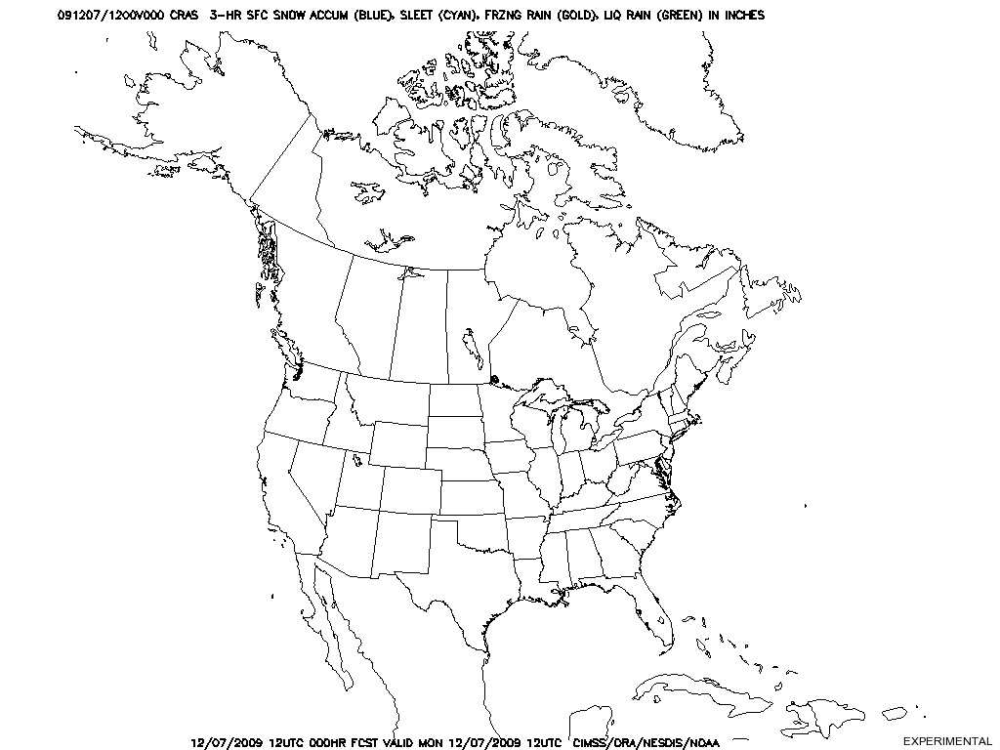 091207/1200V000 CRAS 3-HR SFC SNOW ACCUM (BLUE), SLEET (CYAN), FRZNG RAIN (GOLD), LIQ RAIN (GREEN) IN INCHES
12/07/2009 12UTC 000HR FCST VALID MON 12/07/2009 12UTC CIMSS/ORA/NESDIS/NOAA
EXPERIMENTAL